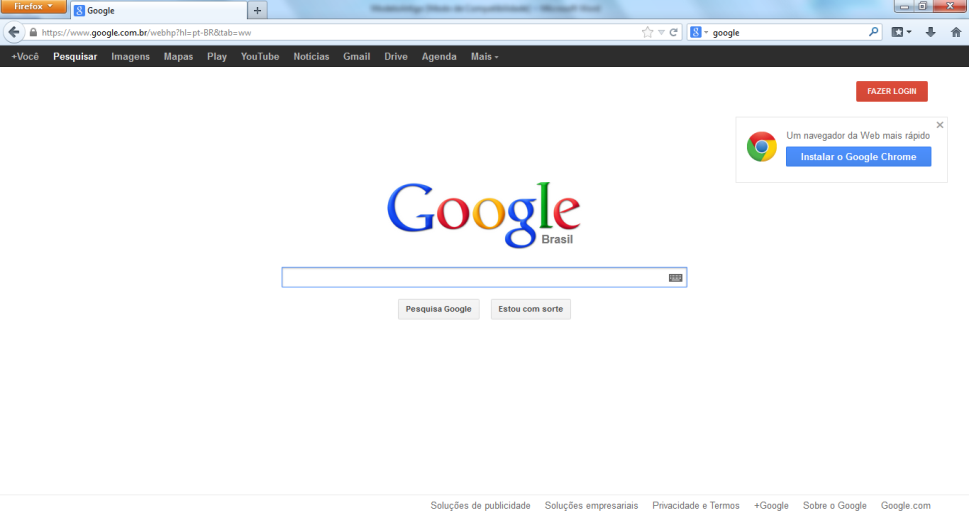 Firefox
Google
https://www.google.com.br/webhp?hl=pt-BR&tab=ww
google
+Você Pesquisar Imagens Mapas Play YouTube Notícias Gmail Drive Agenda Mais
FAZER LOGIN
Um navegador da Web mais rápido
Instalar o Google Chrome
Google
Brasil
Pesquisa Google Estou com sorte
Soluções de publicidade Soluções empresariais Privacidade e Termos +Google Sobre o Google Google.com